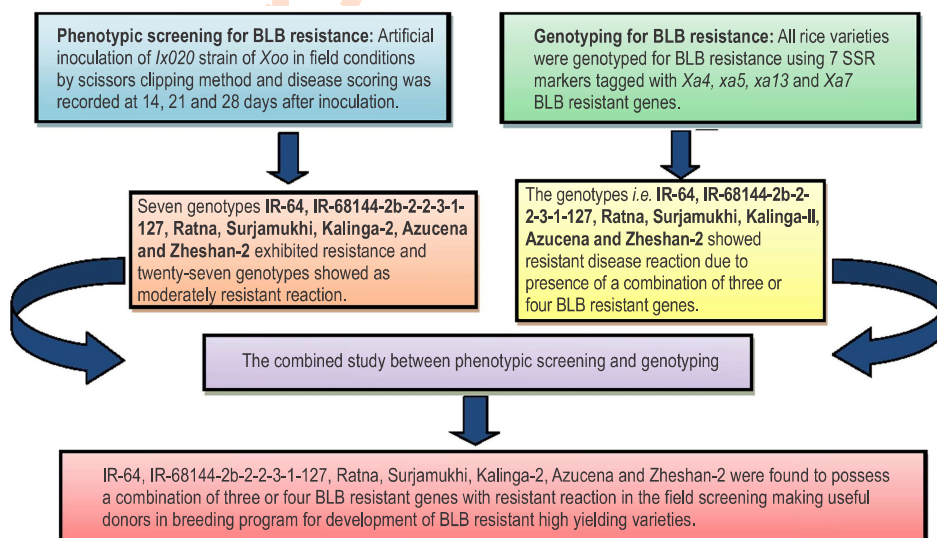 Phenotypic screening for BLB resistance: Artificial
inoculation of Ix020 strain of Xoo in field conditions
by scissors clipping method and disease scoring was
recorded at 14, 21 and 28 days after inoculation.
Genotyping for BLB resistance: All rice varieties
were genotyped for BLB resistance using 7 SSR
markers tagged with Xa4, xa5, xa13 and Xa7
BLB resistant genes.
Seven genotypes IR-64, IR-68144-2b-2-2-3-1-
127, Ratna, Surjamukhi, Kalinga-2, Azucena
and Zheshan-2 exhibited resistance and
twenty-seven genotypes showed as
moderately resistant reaction.
The genotypes i.e. IR-64, IR-68144-2b-2-
2-3-1-127, Ratna, Surjamukhi, Kalinga-II,
Azucena and Zheshan-2 showed
resistant disease reaction due to
presence of a combination of three or
four BLB resistant genes.
The combined study between phenotypic screening and genotyping
IR-64, IR-68144-2b-2-2-3-1-127, Ratna, Surjamukhi, Kalinga-2, Azucena and Zheshan-2 were found to possess
a combination of three or four BLB resistant genes with resistant reaction in the field screening making useful
donors in breeding program for development of BLB resistant high yielding varieties.